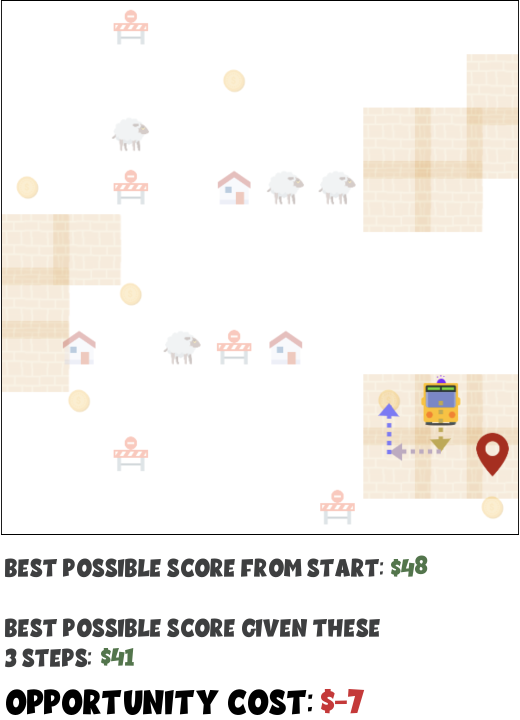 BEST POSSIBLE SCORE FROM START: $48
BEST POSSIBLE SCORE GIVEN THESE
3 STEPS: $41
OPPORTUNITY COST: $-7